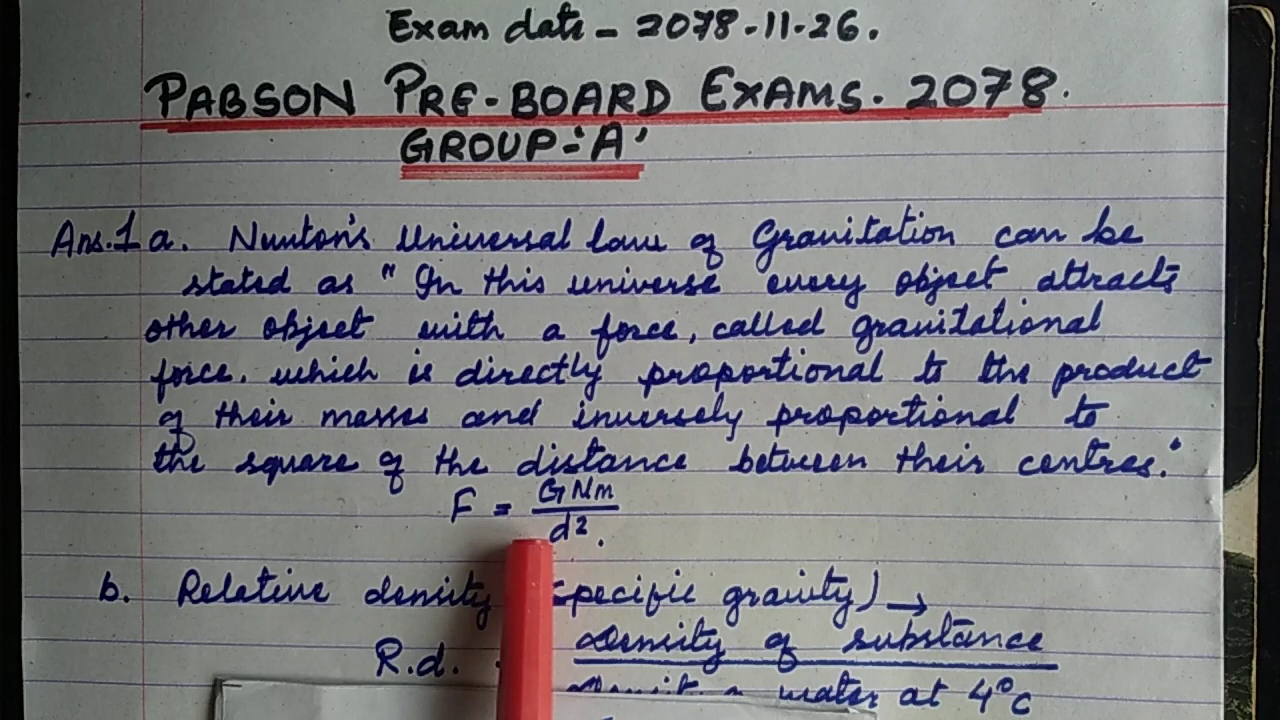 Exam date - 2078-11-26.
PABSON PRE-BOARD EXAMS. 2078.
GROUP-'A'
Ans.1 a. Newton's Universal law of Gravitation can be
stated as "In this universe every object attracts
other object with a force, called gravitational
force. which is directly proportional to the product
of their masses and inversely proportional to
the square of the distance between their centres."
F = GMm
d².
b. Relative density specific gravity) →
R.d. density of substance
water at 4°c